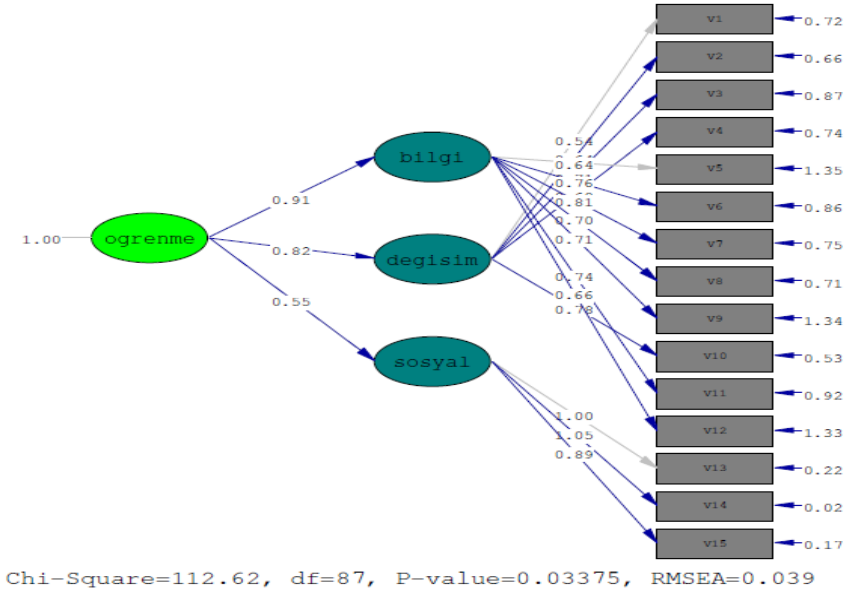 v1
0.72
v2
0.66
v3
0.87
v4
0.74
0.54
bilgi
0.64
v5
1.35
0.76
0.91
0.81
v6
0.86
0.70
1.00
ogrenme
0.71
v7
0.75
0.82
degisim
0.74
v8
0.71
0.55
0.66
0.78
v9
1.34
v10
0.53
sosyal
v11
0.92
1.00
v12
1.33
1.05
0.89
v13
0.22
v14
0.02
v15
0.17
Chi-Square=112.62, df=87, P-value=0.03375, RMSEA=0.039